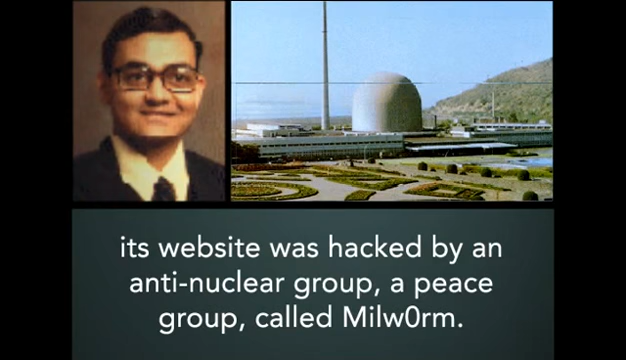 its website was hacked by an
anti-nuclear group, a peace
group, called Milw0rm.